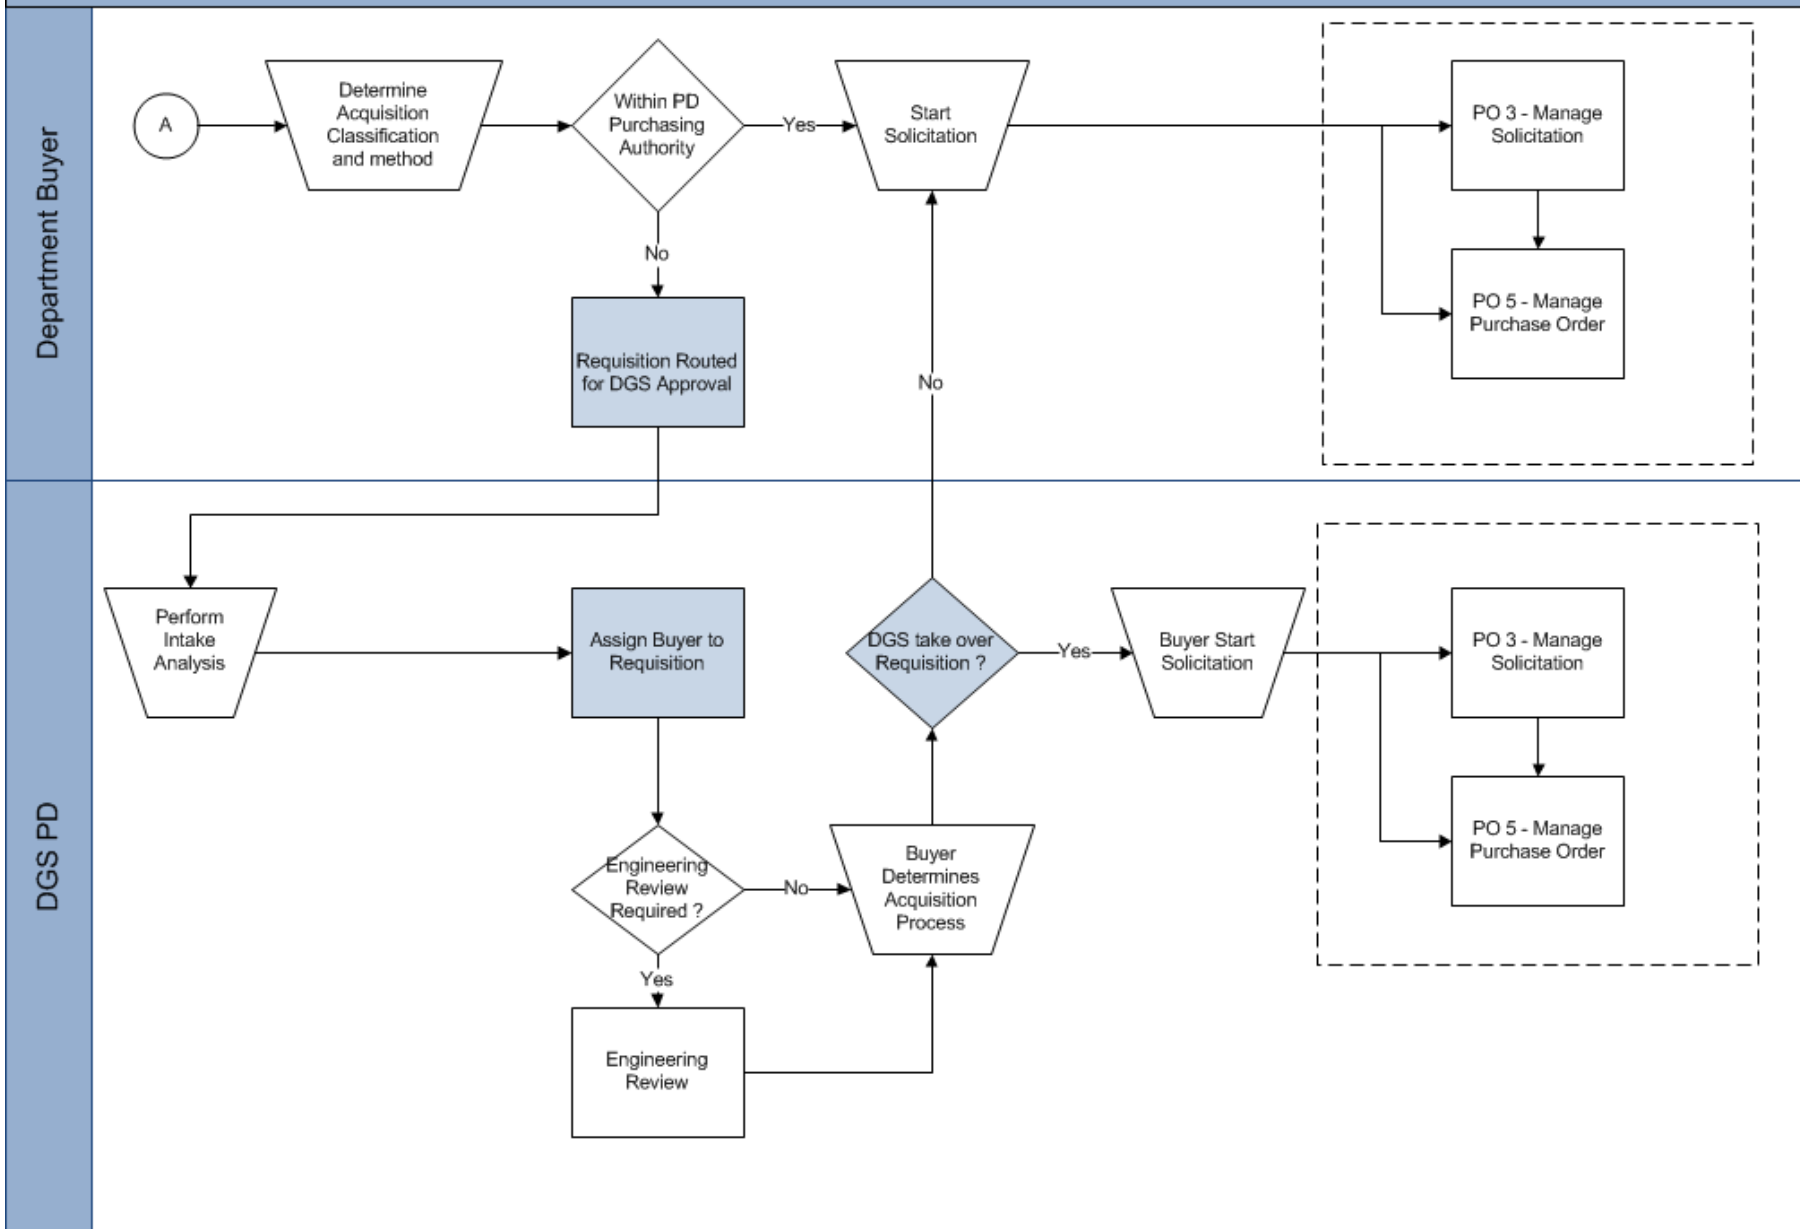 Department Buyer
A
Determine
Acquisition
Classification
and method
Within PD
Purchasing
Authority
Yes
Start
Solicitation
PO 3 - Manage
Solicitation
No
PO 5 - Manage
Purchase Order
Requisition Routed
for DGS Approval
No
DGS PD
Perform
Intake
Analysis
Assign Buyer to
Requisition
DGS take over
Requisition ?
Yes
Buyer Start
Solicitation
PO 3 - Manage
Solicitation
Engineering
Review
Required ?
No
Buyer
Determines
Acquisition
Process
PO 5 - Manage
Purchase Order
Yes
Engineering
Review